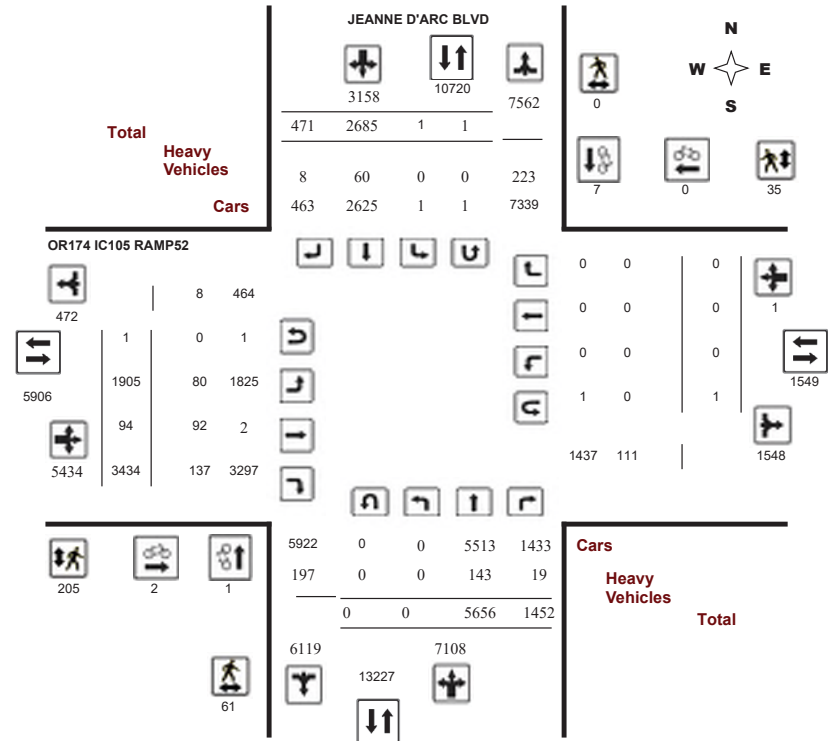 JEANNE D'ARC BLVD
N
W E
S
3158 10720 7562 0
Total 471 2685 1 1
Heavy
Vehicles 8 60 0 0 223
Cars 463 2625 1 1 7339
7 0 35
OR174 IC105 RAMP52
8 464 0 0 0
472 1
1 0 1 0 0 0
5906 1549
1905 80 1825 0 0 0
94 92 2 1 0 1
5434 3434 137 3297 1437 111 1548
5922 0 0 5513 1433 Cars
197 0 0 143 19 Heavy
Vehicles
205 2 1
0 0 5656 1452 Total
6119 13227 7108
61